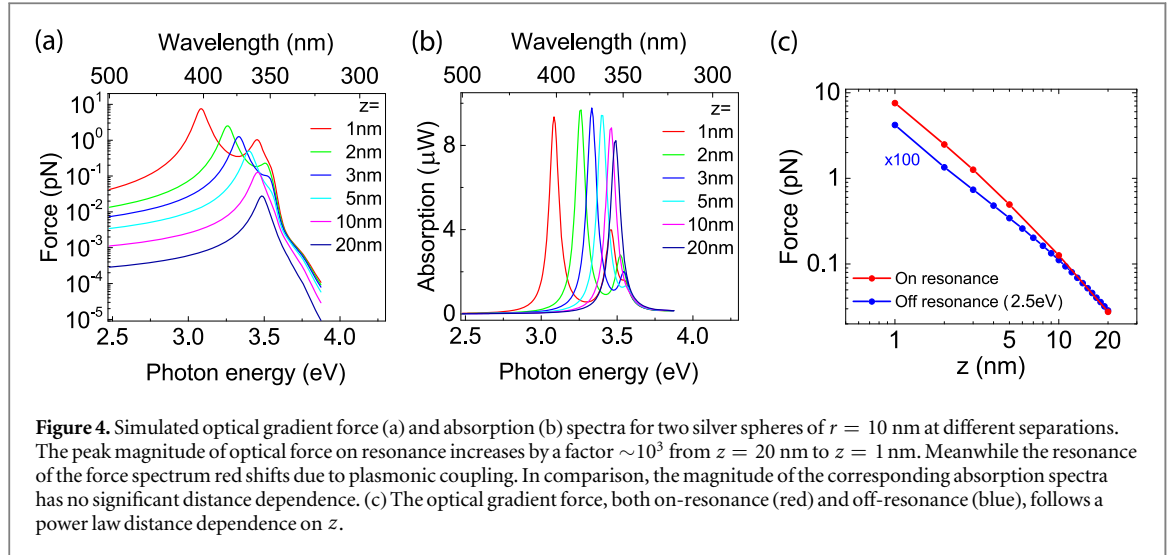 (a)
Wavelength (nm)
500 400 350 300
Force (pN)
10¹
10⁰
10⁻¹
10⁻²
10⁻³
10⁻⁴
10⁻⁵
z=
1nm
2nm
3nm
5nm
10nm
20nm
2.5 3.0 3.5 4.0
Photon energy (eV)
(b)
Wavelength (nm)
500 400 350 300
Absorption (µW)
8
4
0
z=
1nm
2nm
3nm
5nm
10nm
20nm
2.5 3.0 3.5 4.0
Photon energy (eV)
(c)
Force (pN)
10
1
0.1
x100
On resonance
Off resonance (2.5eV)
1 5 10 20
z (nm)
Figure 4. Simulated optical gradient force (a) and absorption (b) spectra for two silver spheres of r = 10 nm at different separations.
The peak magnitude of optical force on resonance increases by a factor ~10³ from z = 20 nm to z = 1 nm. Meanwhile the resonance
of the force spectrum red shifts due to plasmonic coupling. In comparison, the magnitude of the corresponding absorption spectra
has no significant distance dependence. (c) The optical gradient force, both on-resonance (red) and off-resonance (blue), follows a
power law distance dependence on z.